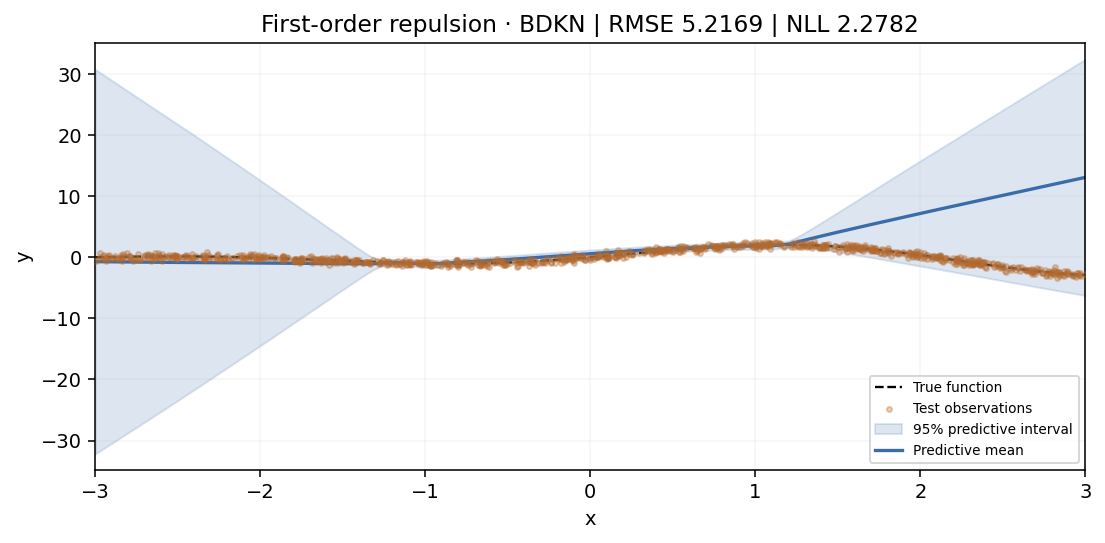 First-order repulsion · BDKN | RMSE 5.2169 | NLL 2.2782
30
20
10
0
−10
−20
−30
y
−3
−2
−1
0
1
2
3
x
True function
Test observations
95% predictive interval
Predictive mean